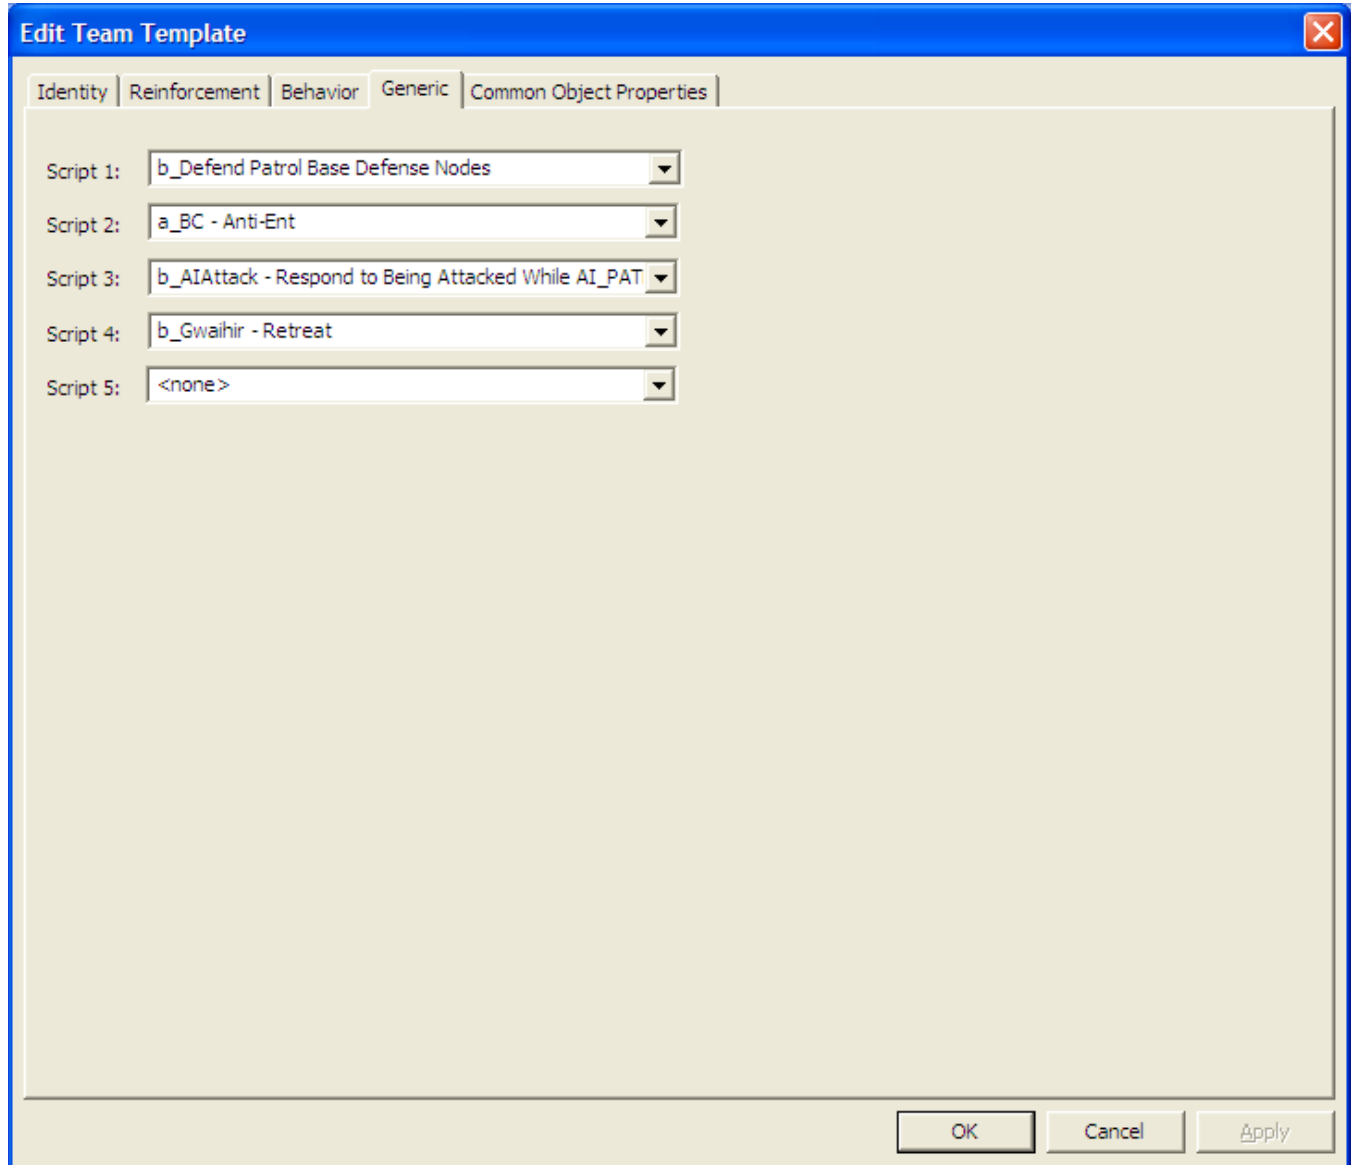 Edit Team Template
Identity Reinforcement Behavior Generic Common Object Properties
Script 1: b_Defend Patrol Base Defense Nodes
Script 2: a_BC - Anti-Ent
Script 3: b_AIAttack - Respond to Being Attacked While AI_PAT
Script 4: b_Gwaihir - Retreat
Script 5: <none>
OK Cancel Apply